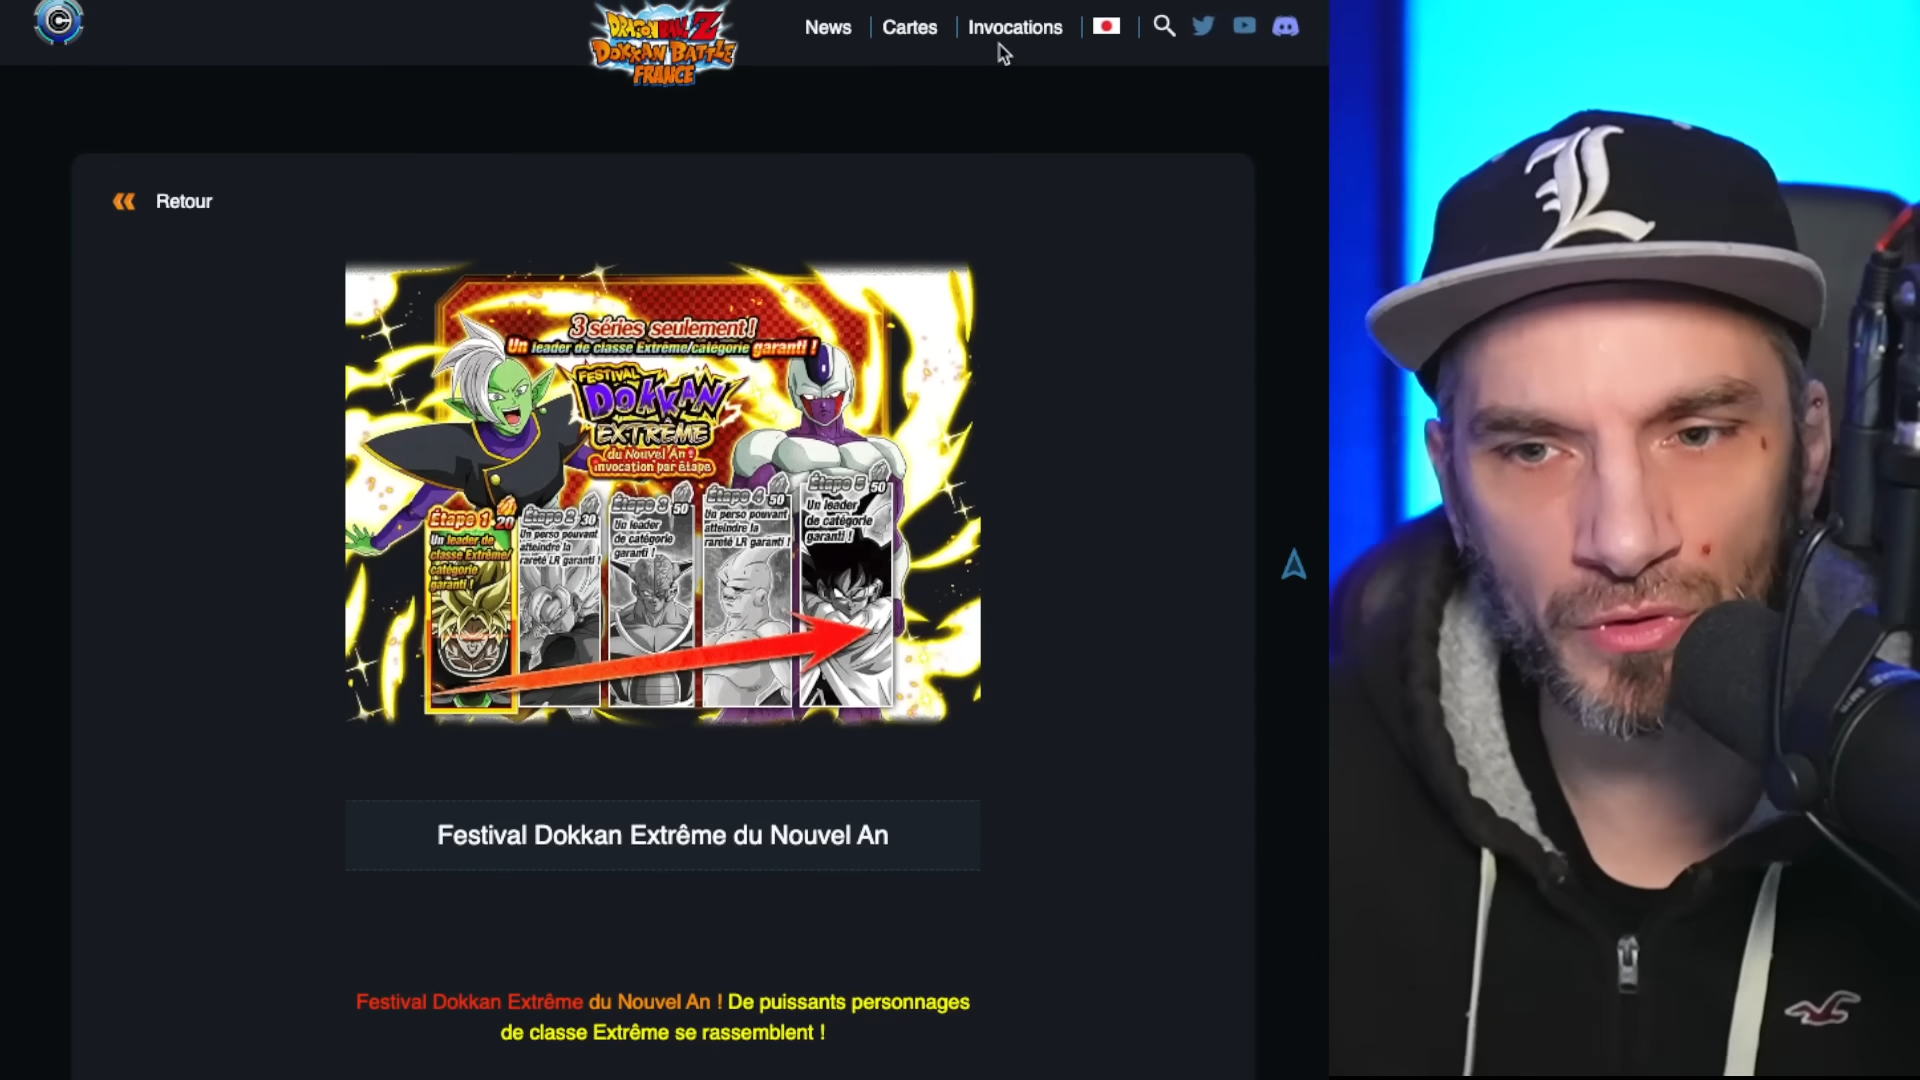 DRAGON BALL Z
DOKKAN BATTLE
FRANCE
News
Cartes
Invocations
Retour
3 séries seulement !
Un leader de classe Extrême/catégorie garanti !
FESTIVAL
DOKKAN
EXTRÊME
du Nouvel An :
invocation par étape
Étape 1 20
Un leader de
classe Extrême/
catégorie
garanti !
Étape 2 30
Un perso pouvant
atteindre la
rareté LR garanti !
Étape 3 50
Un leader
de catégorie
garanti !
Étape 4 50
Un perso pouvant
atteindre la
rareté LR garanti !
Étape 5 50
Un leader
de catégorie
garanti !
Festival Dokkan Extrême du Nouvel An
Festival Dokkan Extrême du Nouvel An ! De puissants personnages
de classe Extrême se rassemblent !
L